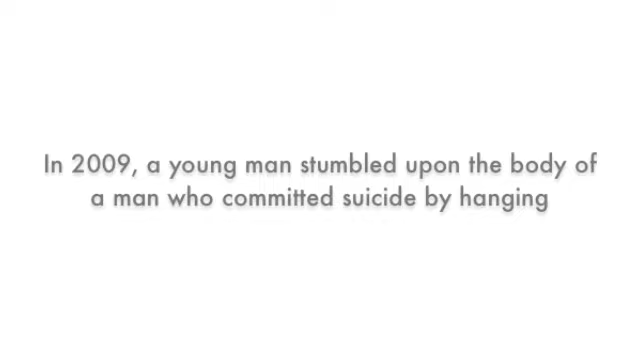 In 2009, a young man stumbled upon the body of
a man who committed suicide by hanging